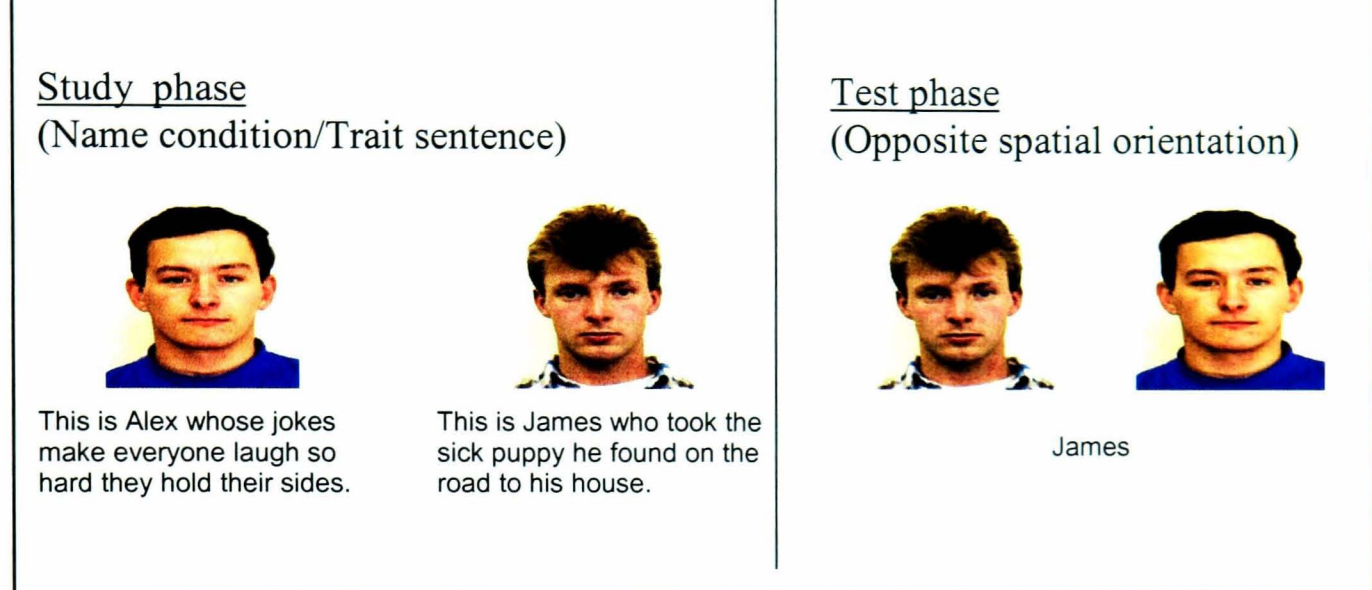 Study phase
(Name condition/Trait sentence)
This is Alex whose jokes
make everyone laugh so
hard they hold their sides.
This is James who took the
sick puppy he found on the
road to his house.
Test phase
(Opposite spatial orientation)
James